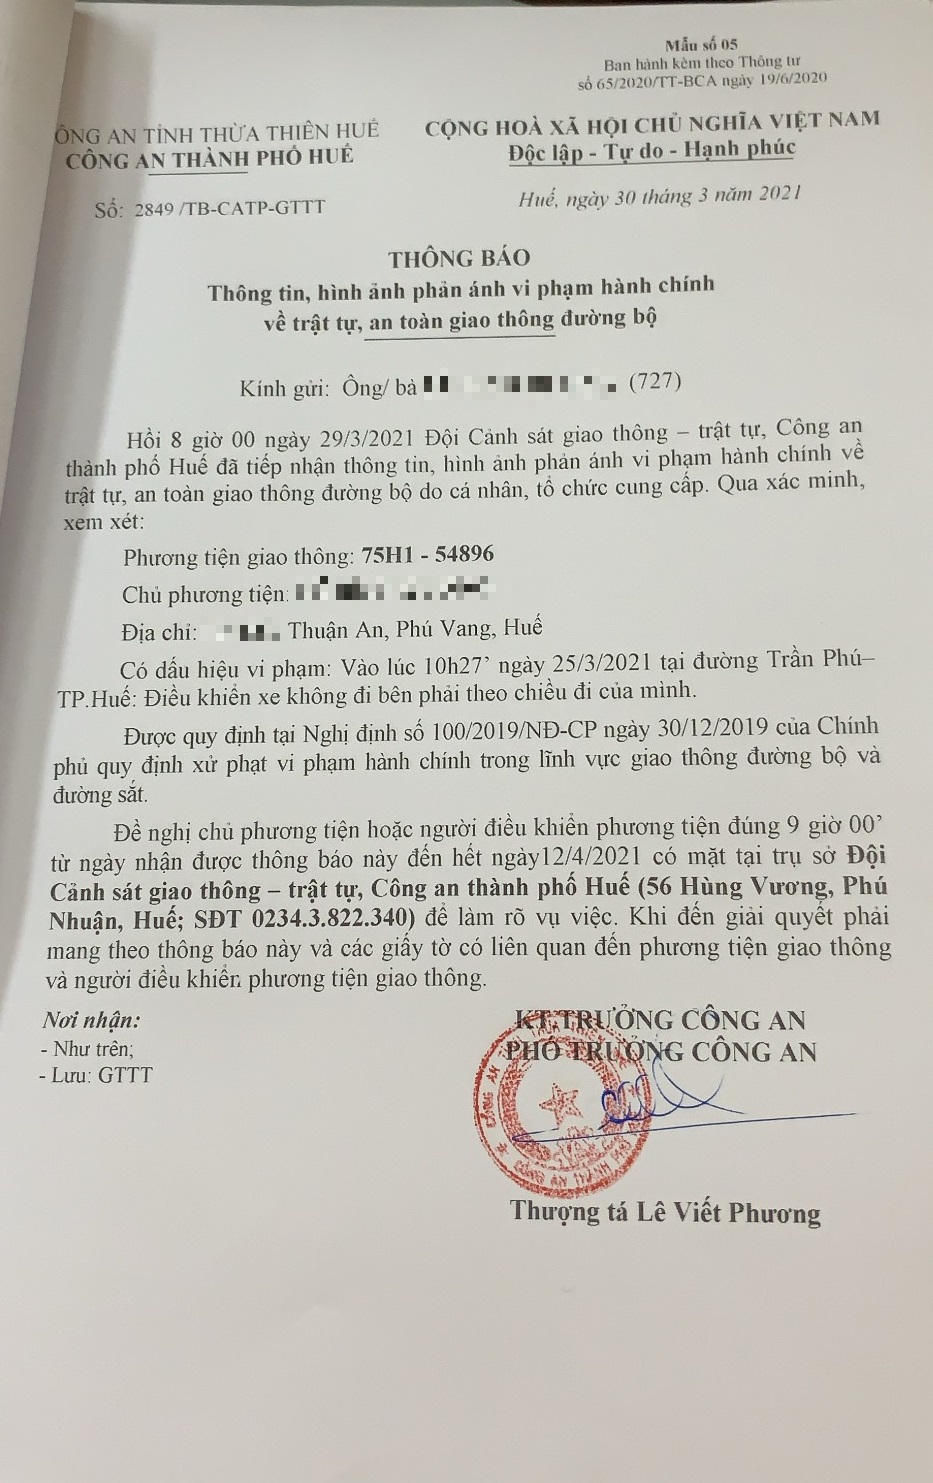 Mẫu số 05
Ban hành kèm theo Thông tư
số 65/2020/TT-BCA ngày 19/6/2020
ÔNG AN TỈNH THỪA THIÊN HUẾ
CÔNG AN THÀNH PHỐ HUẾ
CỘNG HOÀ XÃ HỘI CHỦ NGHĨA VIỆT NAM
Độc lập - Tự do - Hạnh phúc
Số: 2849 /TB-CATP-GTTT
Huế, ngày 30 tháng 3 năm 2021
THÔNG BÁO
Thông tin, hình ảnh phản ánh vi phạm hành chính
về trật tự, an toàn giao thông đường bộ
Kính gửi: Ông/ bà (727)
Hồi 8 giờ 00 ngày 29/3/2021 Đội Cảnh sát giao thông – trật tự, Công an
thành phố Huế đã tiếp nhận thông tin, hình ảnh phản ánh vi phạm hành chính về
trật tự, an toàn giao thông đường bộ do cá nhân, tổ chức cung cấp. Qua xác minh,
xem xét:
Phương tiện giao thông: 75H1 - 54896
Chủ phương tiện:
Địa chỉ: Thuận An, Phú Vang, Huế
Có dấu hiệu vi phạm: Vào lúc 10h27’ ngày 25/3/2021 tại đường Trần Phú–
TP.Huế: Điều khiển xe không đi bên phải theo chiều đi của mình.
Được quy định tại Nghị định số 100/2019/NĐ-CP ngày 30/12/2019 của Chính
phủ quy định xử phạt vi phạm hành chính trong lĩnh vực giao thông đường bộ và
đường sắt.
Đề nghị chủ phương tiện hoặc người điều khiển phương tiện đúng 9 giờ 00’
từ ngày nhận được thông báo này đến hết ngày12/4/2021 có mặt tại trụ sở Đội
Cảnh sát giao thông – trật tự, Công an thành phố Huế (56 Hùng Vương, Phú
Nhuận, Huế; SĐT 0234.3.822.340) để làm rõ vụ việc. Khi đến giải quyết phải
mang theo thông báo này và các giấy tờ có liên quan đến phương tiện giao thông
và người điều khiển phương tiện giao thông.
Nơi nhận:
- Như trên;
- Lưu: GTTT
KT.TRƯỞNG CÔNG AN
PHÓ TRƯỞNG CÔNG AN
CÔNG AN THÀNH PHỐ
Thượng tá Lê Viết Phương